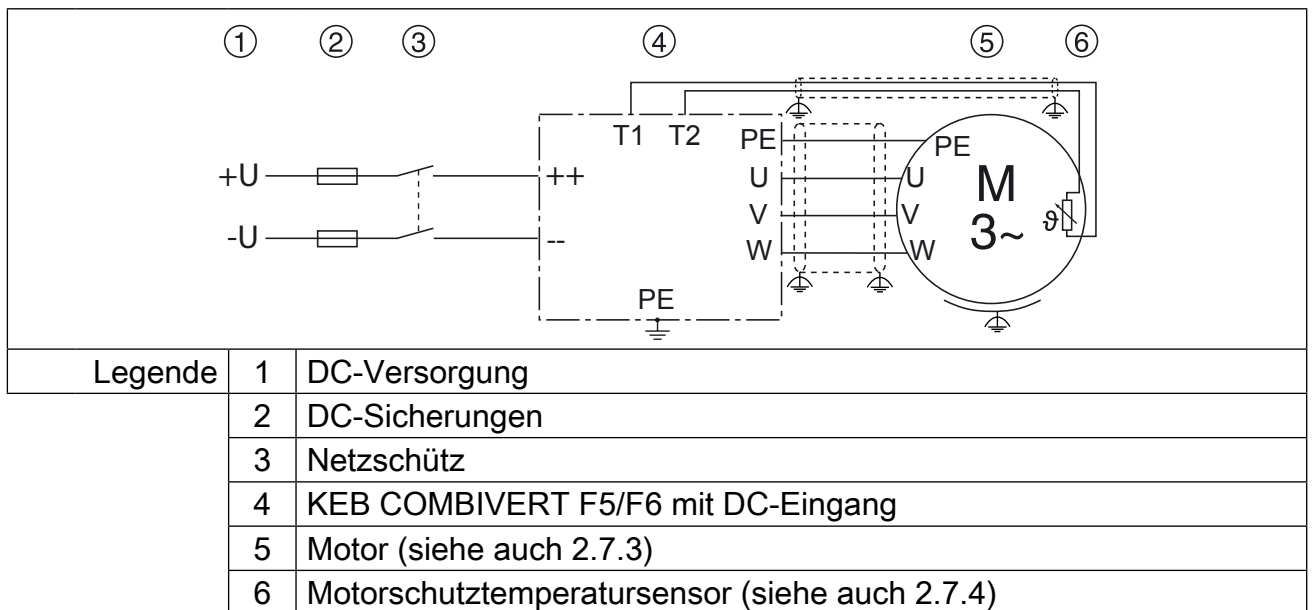 ① ② ③ ④ ⑤ ⑥
T1 T2 PE PE
+U ++ U U M
V V ϑ
-U -- W W 3~
PE
Legende 1 DC-Versorgung
2 DC-Sicherungen
3 Netzschütz
4 KEB COMBIVERT F5/F6 mit DC-Eingang
5 Motor (siehe auch 2.7.3)
6 Motorschutztemperatursensor (siehe auch 2.7.4)